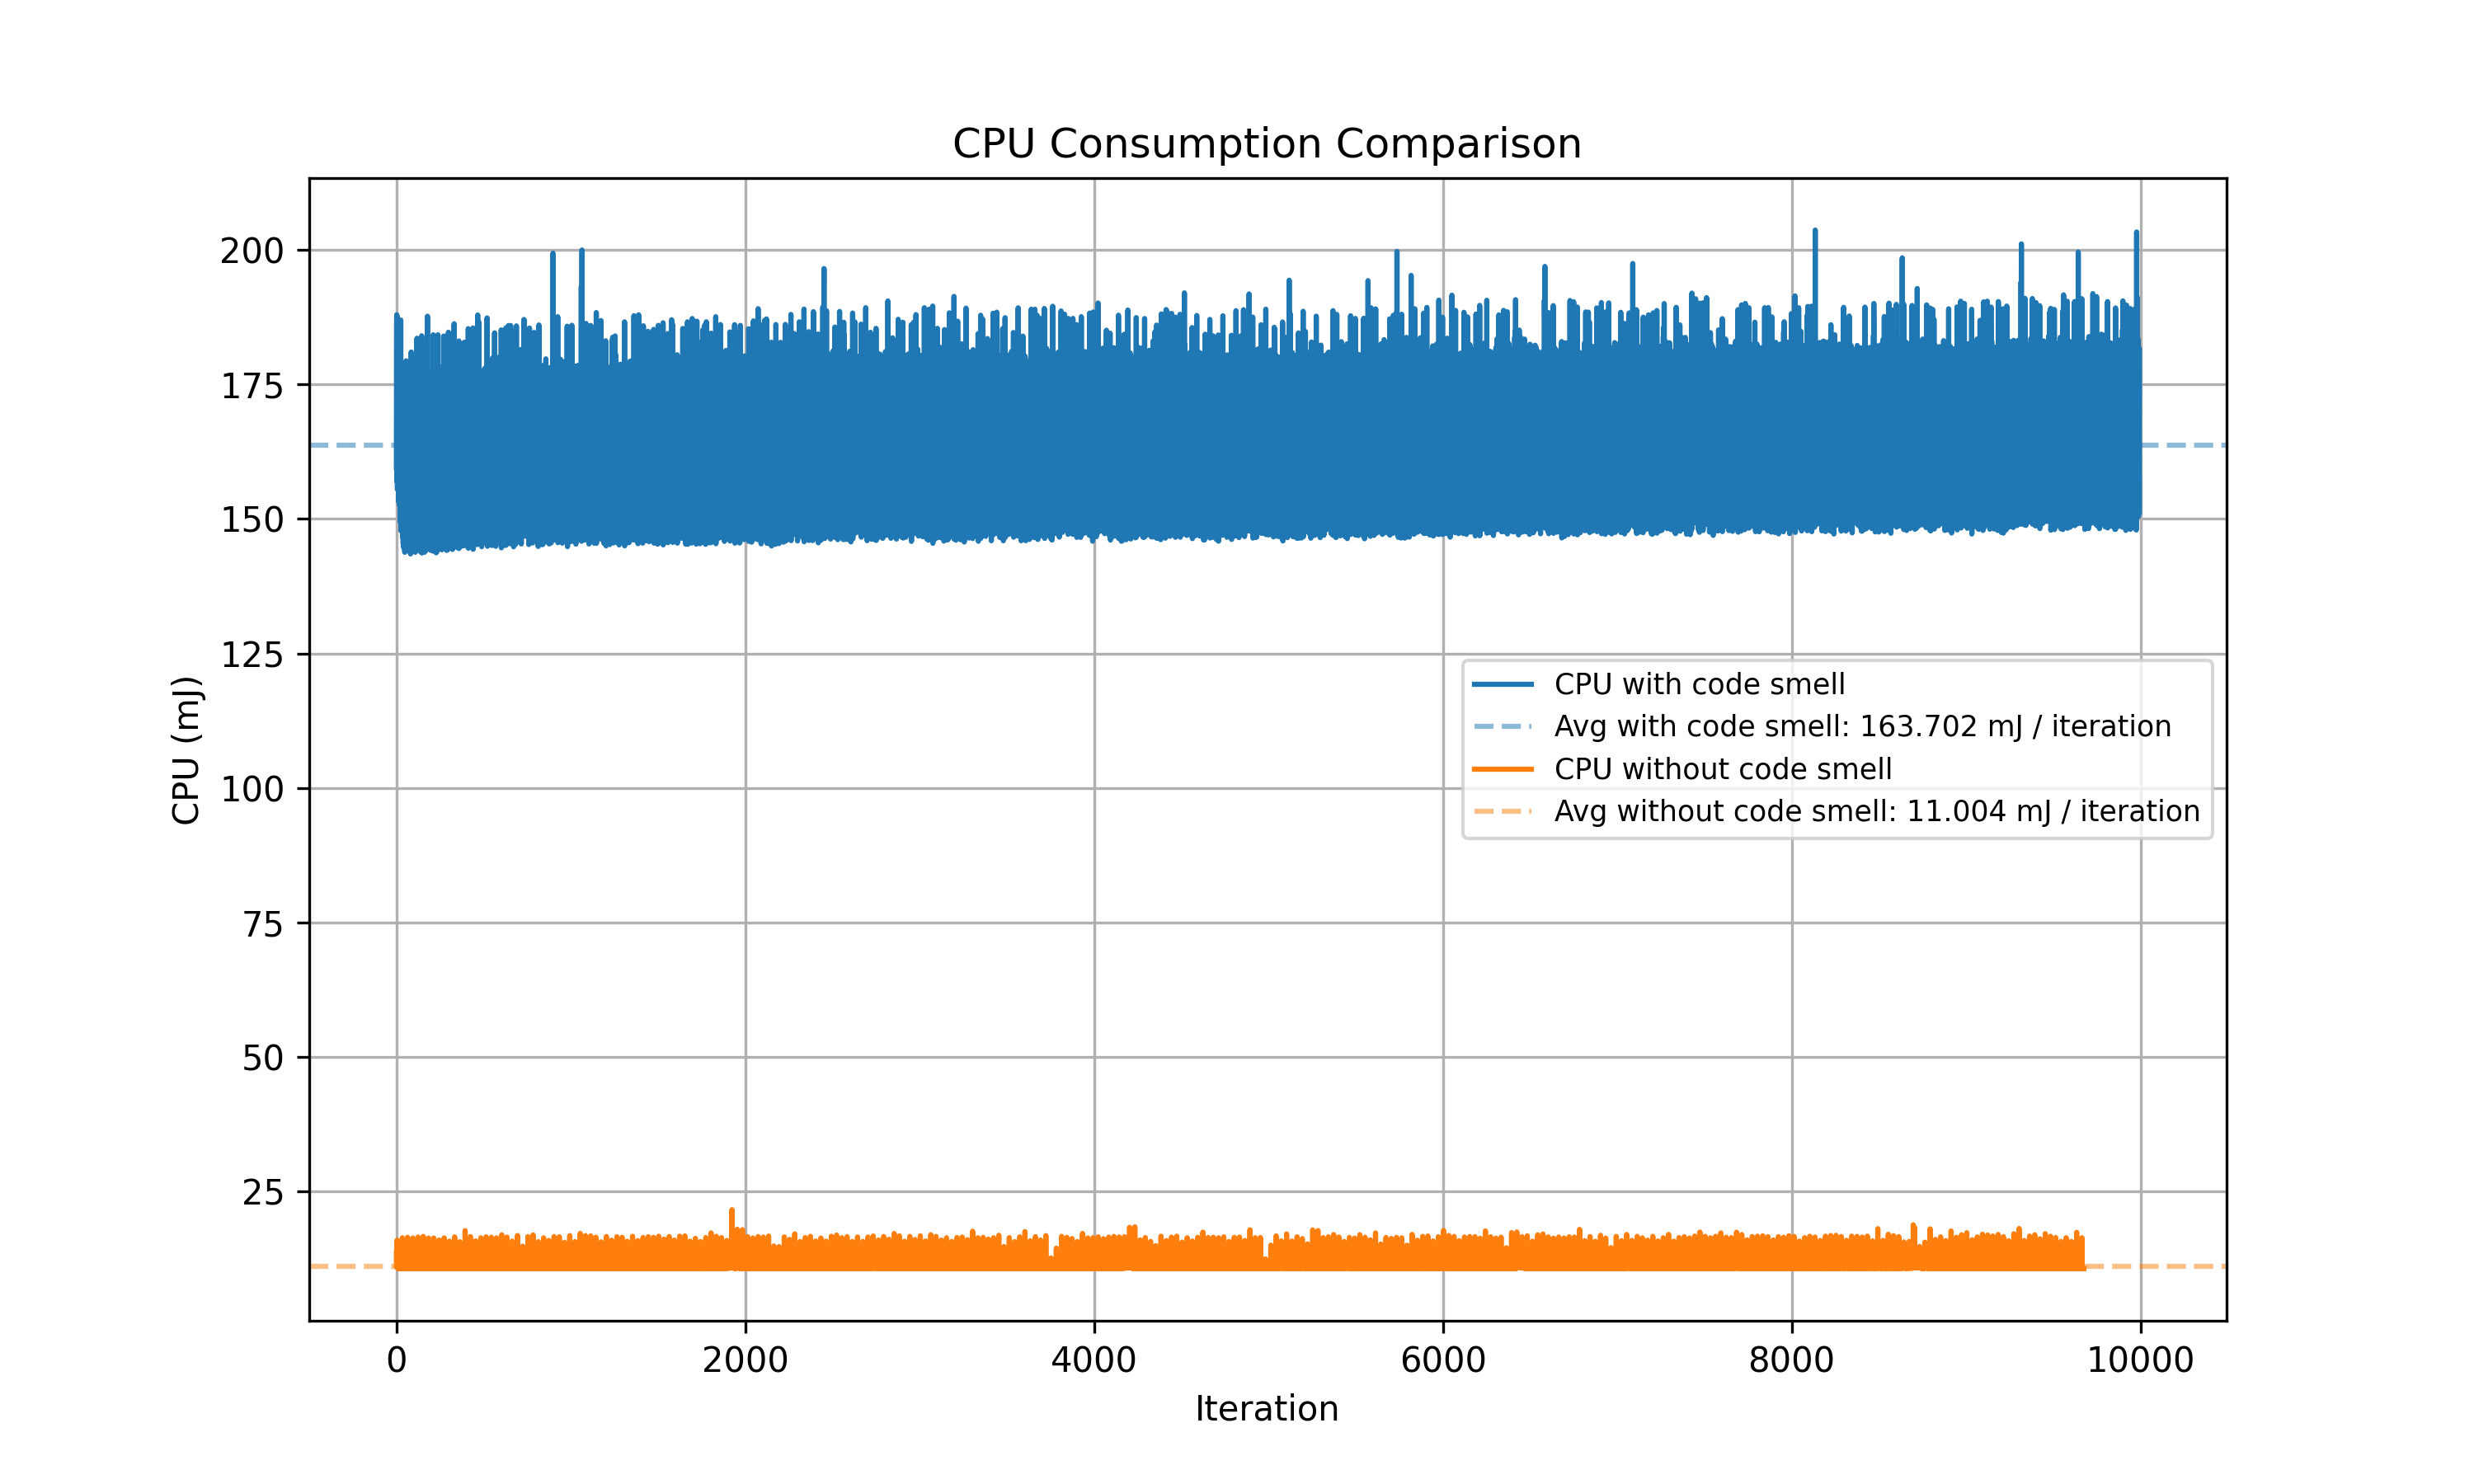 CPU Consumption Comparison
200
175
150
125
100
75
50
25
CPU (mJ)
CPU with code smell
Avg with code smell: 163.702 mJ / iteration
CPU without code smell
Avg without code smell: 11.004 mJ / iteration
0 2000 4000 6000 8000 10000
Iteration